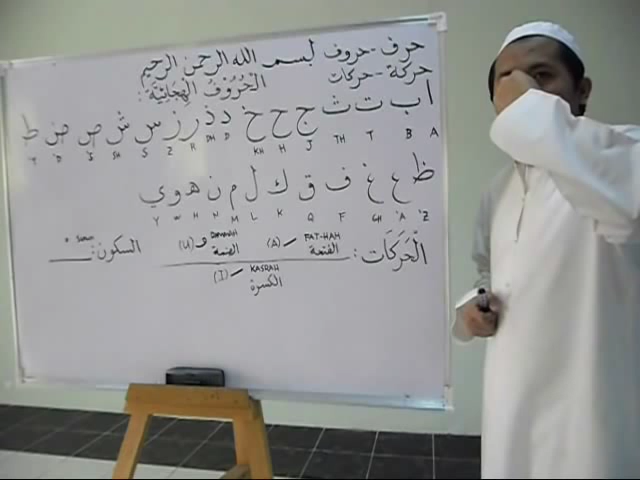 حرف - حروف
بسم الله الرحمن الرحيم
حركة - حركات
الْحُرُوْفُ الْهِجَائِيَّة:
ا ب ت ث ج ح خ د ذ ر ز س ش ص ض ط
A B T TH J H KH D DH R Z S SH 'S 'D 'T
ظ ع غ ف ق ك ل م ن ه و ي
'Z 'A GH F Q K L M N H W Y
الْحَرَكَات:
FAT-HAH (A)
الفتحة
DAMMAH (U)
الضمة
KASRAH (I)
الكسرة
السكون: